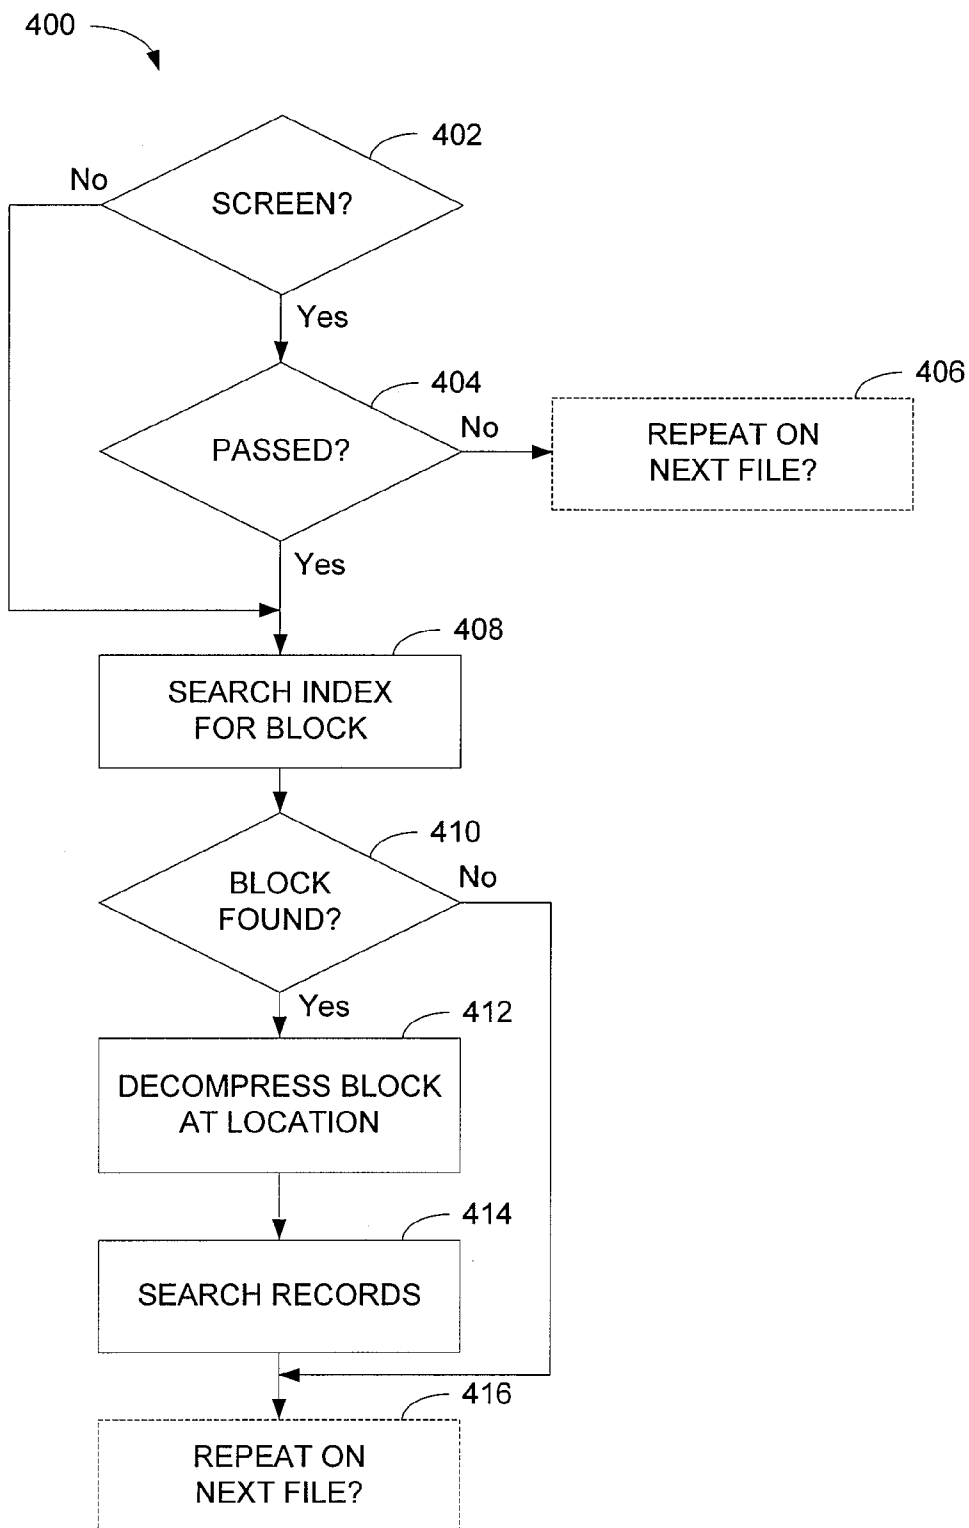 400
402
No
SCREEN?
Yes
404
406
PASSED?
No
REPEAT ON
NEXT FILE?
Yes
408
SEARCH INDEX
FOR BLOCK
410
BLOCK
FOUND?
No
Yes
412
DECOMPRESS BLOCK
AT LOCATION
414
SEARCH RECORDS
416
REPEAT ON
NEXT FILE?